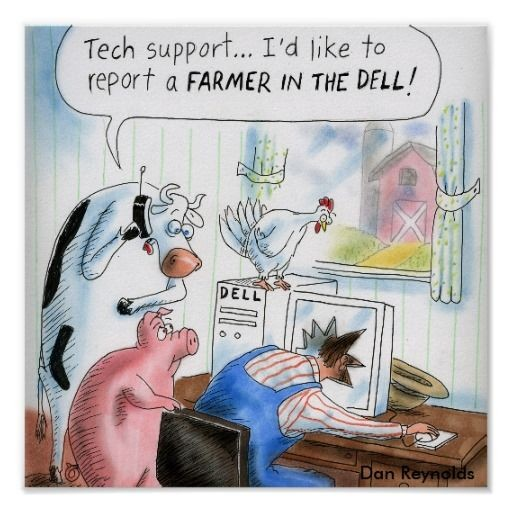 Tech support... I'd like to
report a FARMER IN THE DELL!
DELL
Dan Reynolds